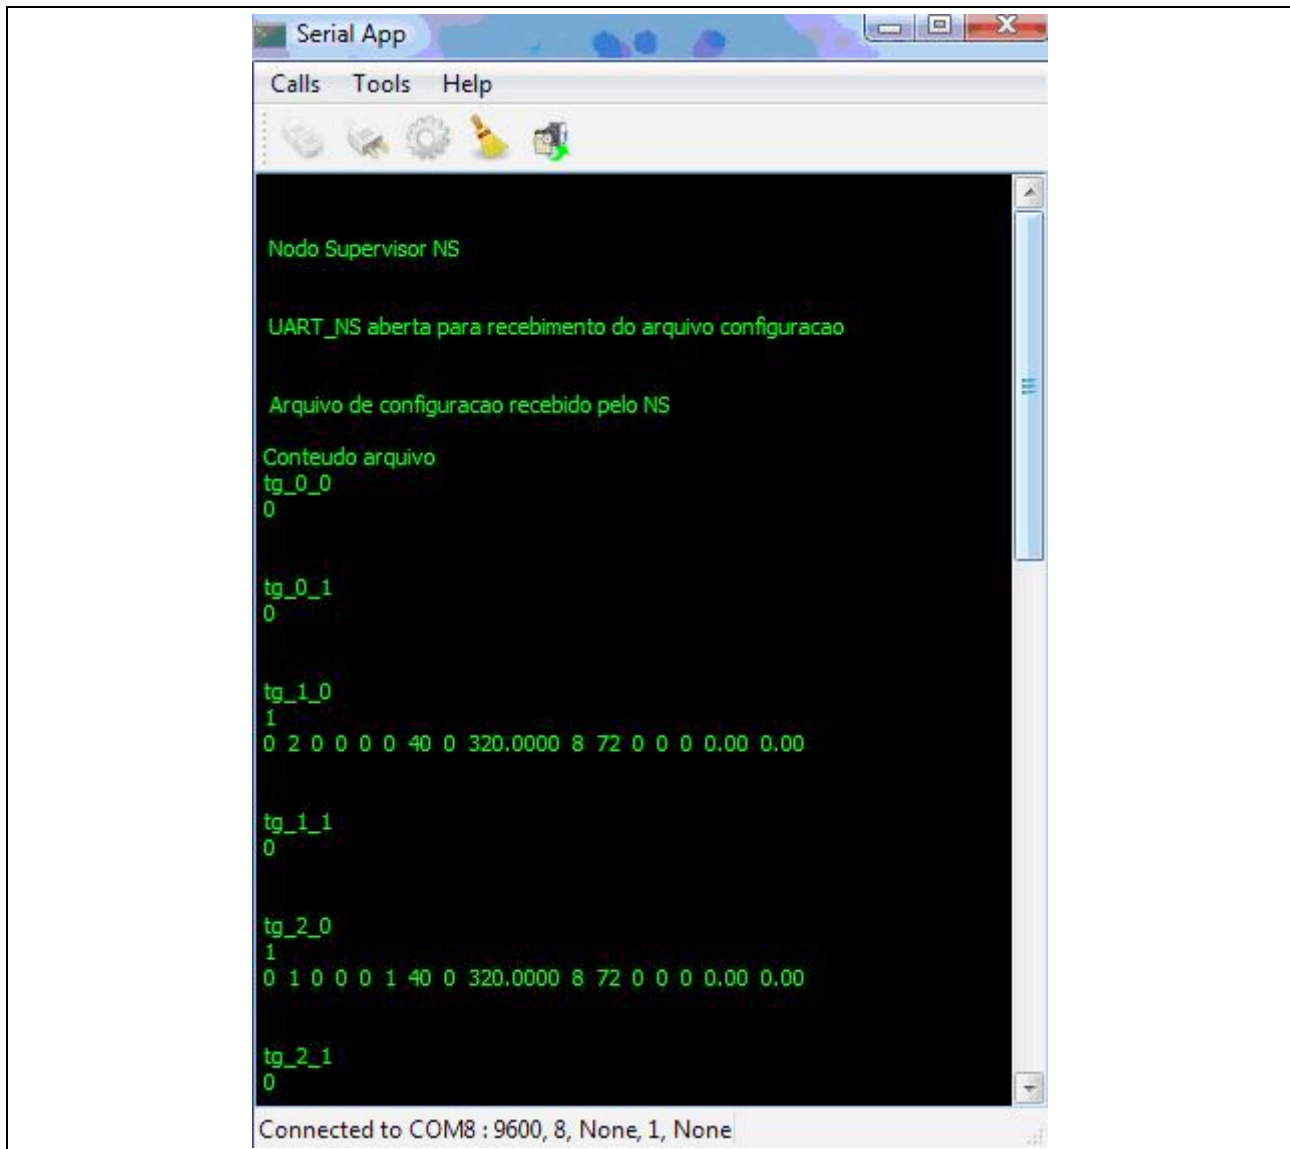 Serial App
Calls Tools Help
Nodo Supervisor NS
UART_NS aberta para recebimento do arquivo configuracao
Arquivo de configuracao recebido pelo NS
Conteudo arquivo
tg_0_0
0
tg_0_1
0
tg_1_0
1
0 2 0 0 0 0 40 0 320.0000 8 72 0 0 0 0.00 0.00
tg_1_1
0
tg_2_0
1
0 1 0 0 0 1 40 0 320.0000 8 72 0 0 0 0.00 0.00
tg_2_1
0
Connected to COM8 : 9600, 8, None, 1, None